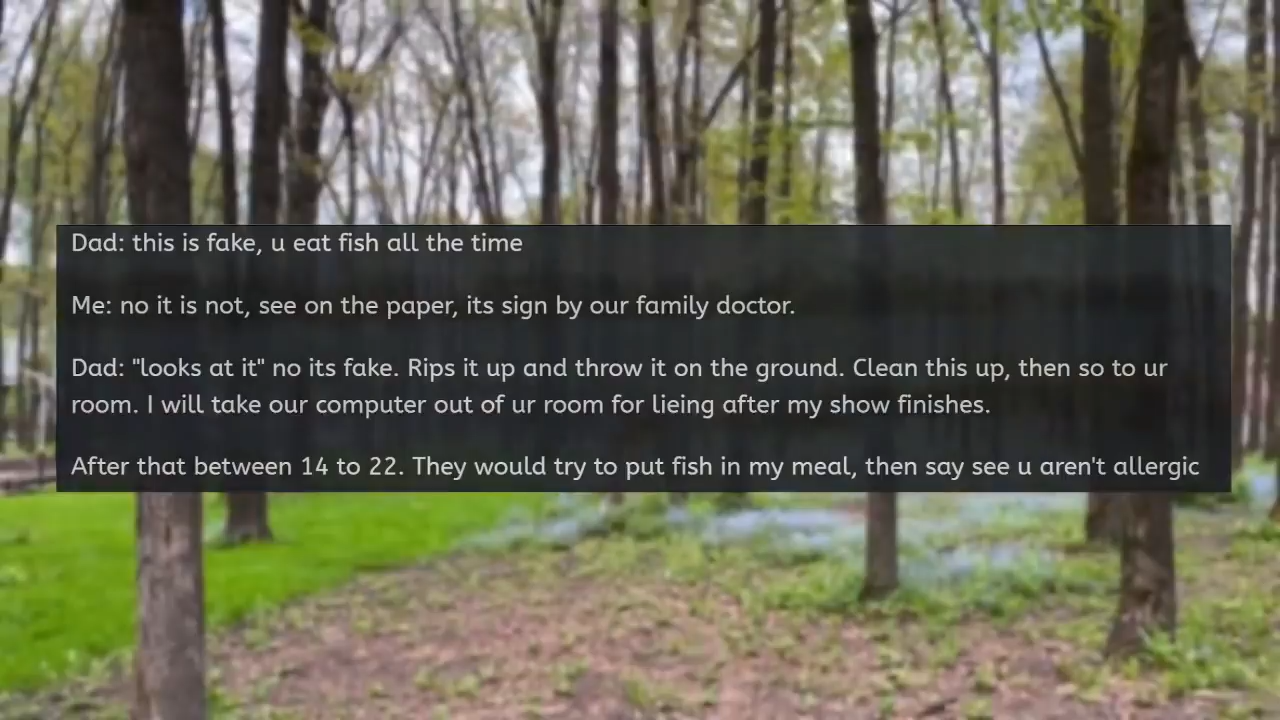 Dad: this is fake, u eat fish all the time
Me: no it is not, see on the paper, its sign by our family doctor.
Dad: "looks at it" no its fake. Rips it up and throw it on the ground. Clean this up, then so to ur
room. I will take our computer out of ur room for lieing after my show finishes.
After that between 14 to 22. They would try to put fish in my meal, then say see u aren't allergic